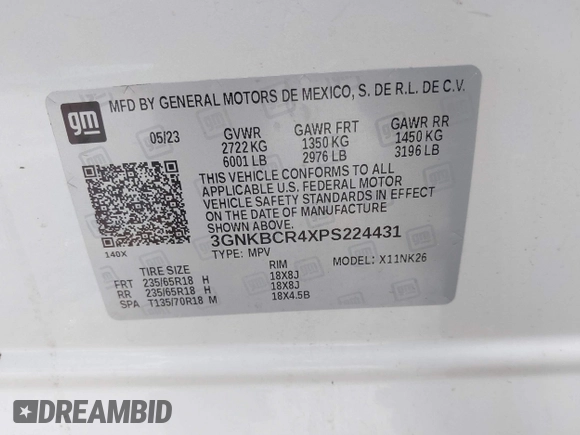 gm
MFD BY GENERAL MOTORS DE MEXICO, S. DE R.L. DE C.V.
05/23 GVWR GAWR FRT GAWR RR
2722 KG 1350 KG 1450 KG
6001 LB 2976 LB 3196 LB
THIS VEHICLE CONFORMS TO ALL
APPLICABLE U.S. FEDERAL MOTOR
VEHICLE SAFETY STANDARDS IN EFFECT
ON THE DATE OF MANUFACTURE SHOWN ABOVE.
3GNKBCR4XPS224431
140X TYPE: MPV MODEL: X11NK26
TIRE SIZE RIM
FRT 235/65R18 H 18X8J
RR 235/65R18 H 18X8J
SPA T135/70R18 M 18X4.5B
DREAMBID